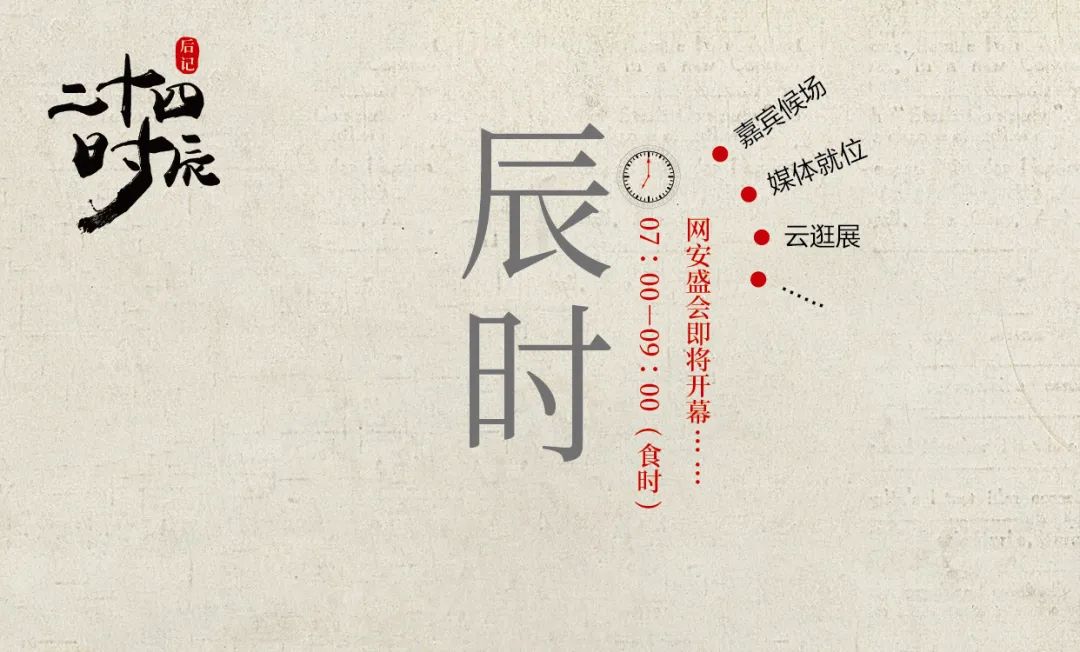 后记
二十四
时辰
辰时
07：00—09：00（食时）
网安盛会即将开幕……
嘉宾候场
媒体就位
云逛展
……